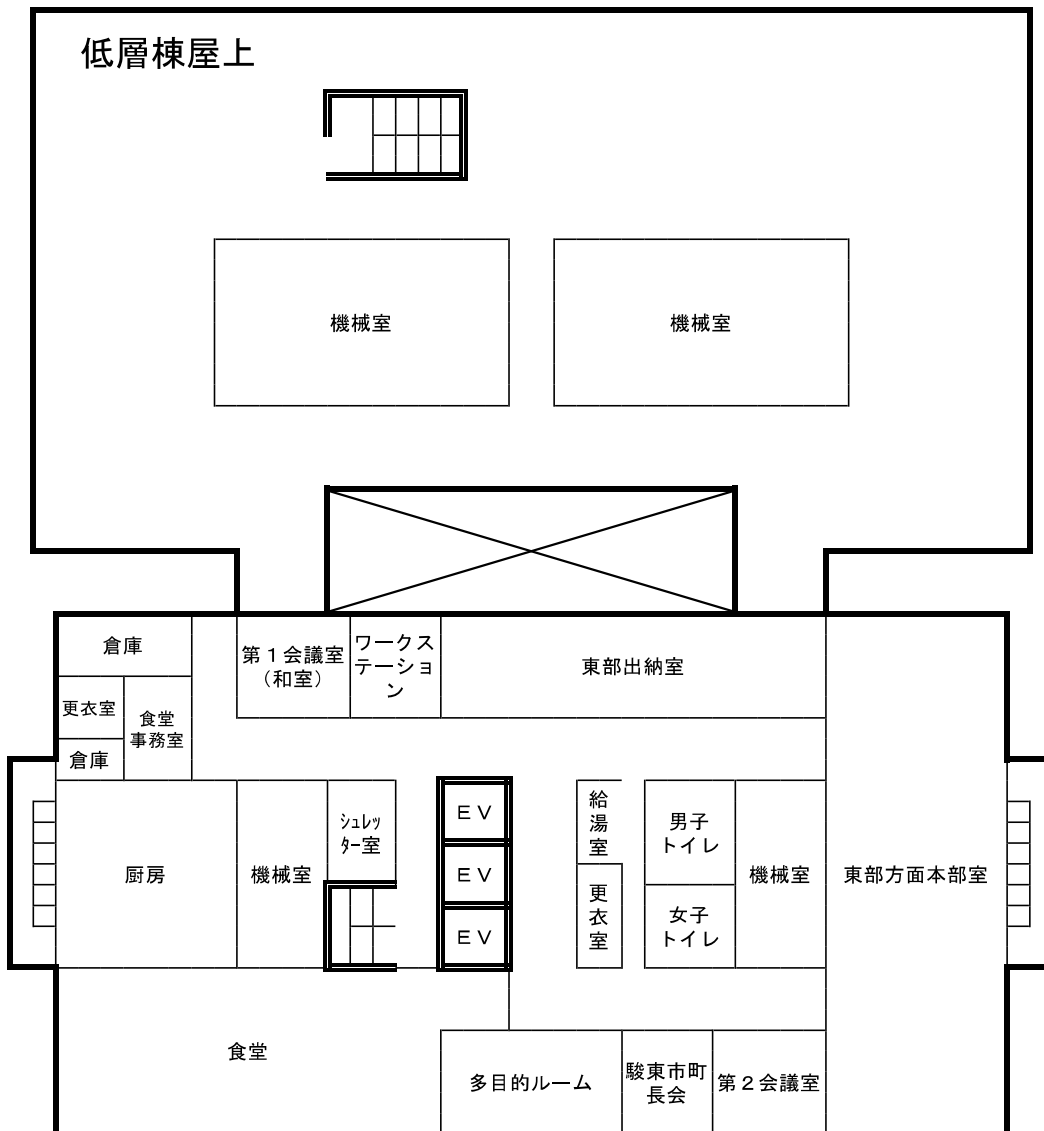 低層棟屋上
機械室
機械室
倉庫
第１会議室
（和室）
ワークス
テーショ
ン
東部出納室
更衣室
食堂
事務室
倉庫
厨房
機械室
ｼｭﾚｯ
ﾀｰ室
ＥＶ
ＥＶ
ＥＶ
給
湯
室
更
衣
室
男子
トイレ
女子
トイレ
機械室
東部方面本部室
食堂
多目的ルーム
駿東市町
長会
第２会議室